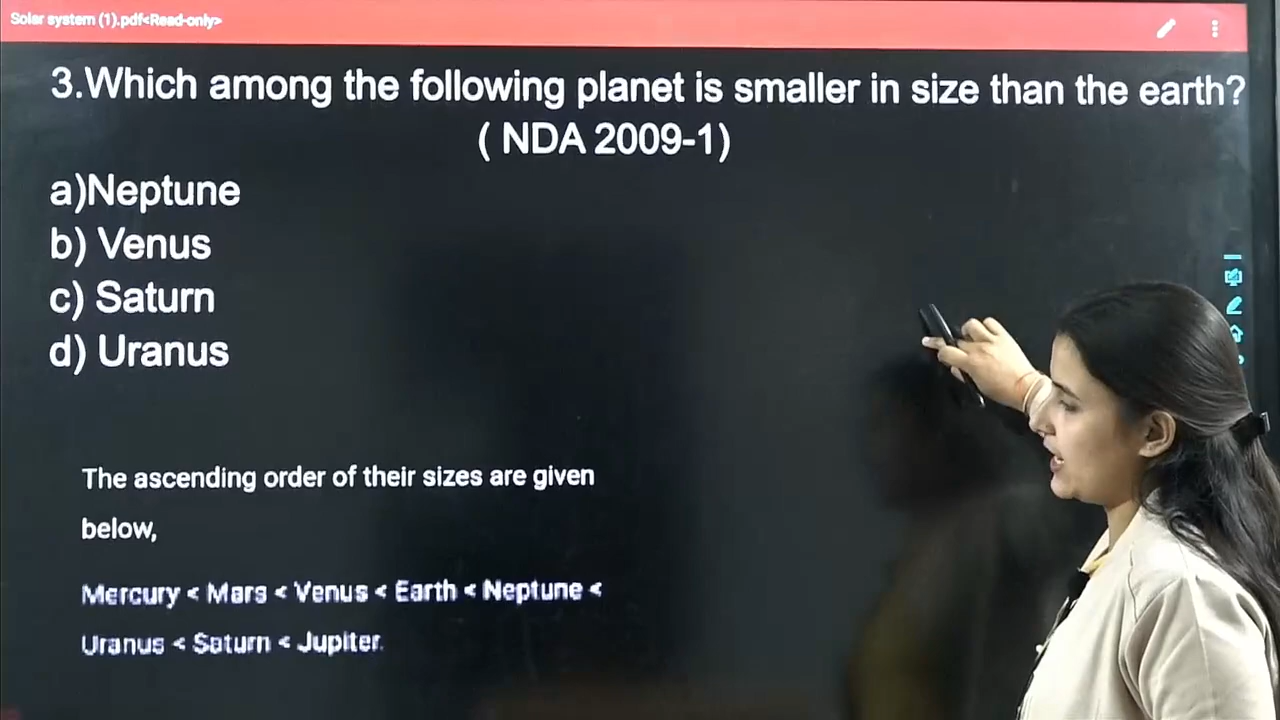 Solar system (1).pdf<Read-only>
3.Which among the following planet is smaller in size than the earth?
( NDA 2009-1)
a)Neptune
b) Venus
c) Saturn
d) Uranus
The ascending order of their sizes are given
below,
Mercury < Mars < Venus < Earth < Neptune <
Uranus < Saturn < Jupiter.